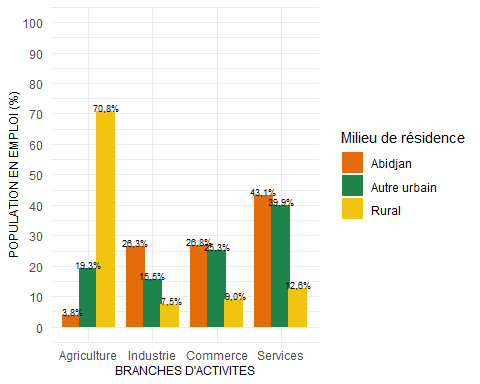 100
90
80
70
60
50
40
30
20
10
0
POPULATION EN EMPLOI (%)
3,8%
19,3%
70,8%
26,3%
15,5%
7,5%
26,8%
25,3%
9,0%
43,1%
39,9%
12,6%
Agriculture
Industrie
Commerce
Services
BRANCHES D'ACTIVITES
Milieu de résidence
Abidjan
Autre urbain
Rural